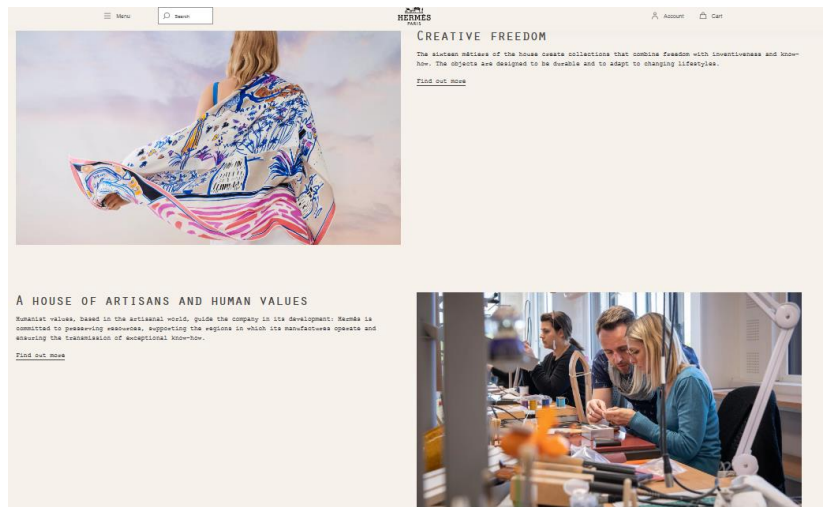 Menu
Search
HERMÈS
PARIS
Account
Cart
CREATIVE FREEDOM
The sixteen métiers of the house create collections that combine freedom with inventiveness and know-
how. The objects are designed to be durable and to adapt to changing lifestyles.
Find out more
A HOUSE OF ARTISANS AND HUMAN VALUES
Humanist values, based in the artisanal world, guide the company in its development: Hermès is
committed to preserving resources, supporting the regions in which its manufactures operate and
ensuring the transmission of exceptional know-how.
Find out more